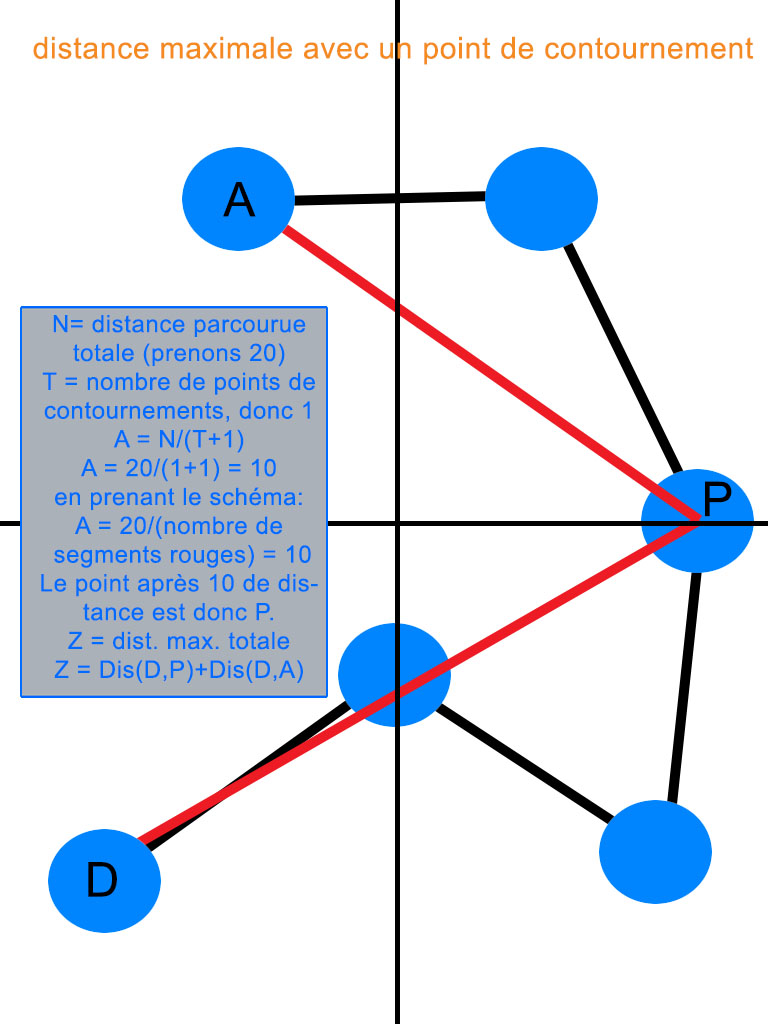 distance maximale avec un point de contournement
A
P
N= distance parcourue
totale (prenons 20)
T = nombre de points de
contournements, donc 1
A = N/(T+1)
A = 20/(1+1) = 10
en prenant le schéma:
A = 20/(nombre de
segments rouges) = 10
Le point après 10 de dis-
tance est donc P.
Z = dist. max. totale
Z = Dis(D,P)+Dis(D,A)
D